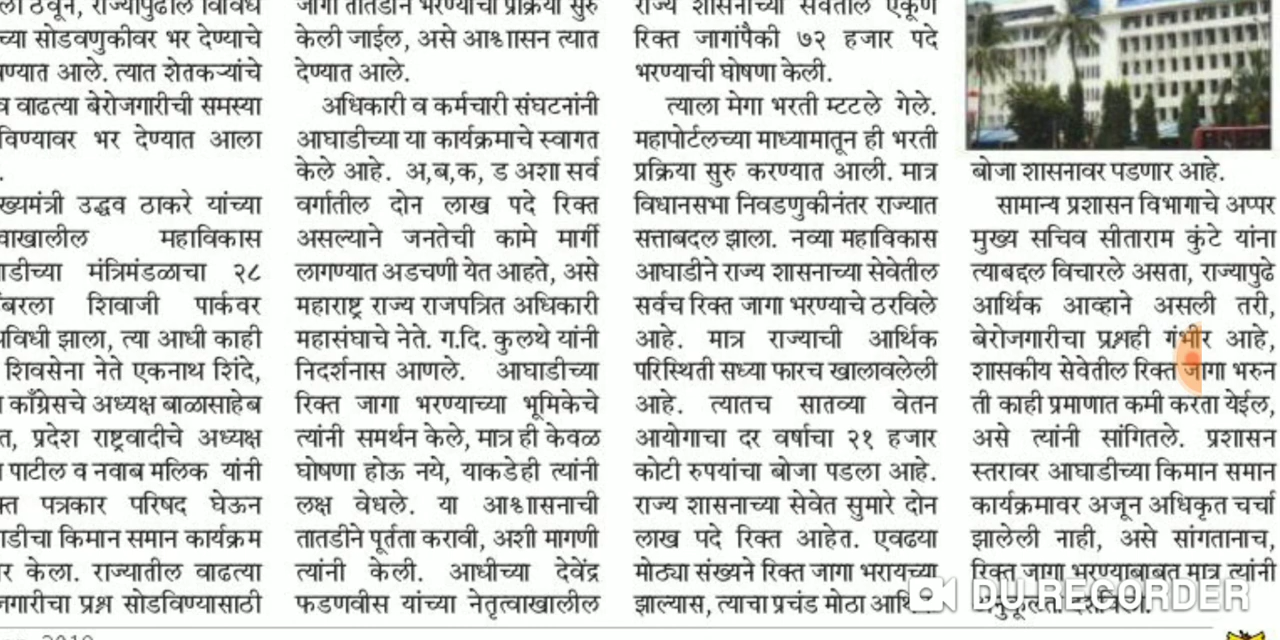 ठेवून, राज्यापुढील विविध
सोडवणुकीवर भर देण्याचे
आले. त्यात शेतकऱ्यांचे
व वाढत्या बेरोजगारीची समस्या
भर देण्यात आला
उद्धव ठाकरे यांच्या
महाविकास
मंत्रिमंडळाचा २८
शिवाजी पार्कवर
झाला, त्या आधी काही
शिवसेना नेते एकनाथ शिंदे,
काँग्रेसचे अध्यक्ष बाळासाहेब
प्रदेश राष्ट्रवादीचे अध्यक्ष
पाटील व नवाब मलिक यांनी
पत्रकार परिषद घेऊन
किमान समान कार्यक्रम
केला. राज्यातील वाढत्या
प्रश्न सोडविण्यासाठी
जागा तातडीने भरण्याची प्रक्रिया सुरु
केली जाईल, असे आश्वासन त्यात
देण्यात आले.
अधिकारी व कर्मचारी संघटनांनी
आघाडीच्या या कार्यक्रमाचे स्वागत
केले आहे. अ,ब,क, ड अशा सर्व
वर्गातील दोन लाख पदे रिक्त
असल्याने जनतेची कामे मार्गी
लागण्यात अडचणी येत आहते, असे
महाराष्ट्र राज्य राजपत्रित अधिकारी
महासंघाचे नेते. ग.दि. कुलथे यांनी
निदर्शनास आणले. आघाडीच्या
रिक्त जागा भरण्याच्या भूमिकेचे
त्यांनी समर्थन केले, मात्र ही केवळ
घोषणा होऊ नये, याकडेही त्यांनी
लक्ष वेधले. या आश्वासनाची
तातडीने पूर्तता करावी, अशी मागणी
त्यांनी केली. आधीच्या देवेंद्र
फडणवीस यांच्या नेतृत्वाखालील
राज्य शासनाच्या सेवेतील एकूण
रिक्त जागांपैकी ७२ हजार पदे
भरण्याची घोषणा केली.
त्याला मेगा भरती म्टटले गेले.
महापोर्टलच्या माध्यामातून ही भरती
प्रक्रिया सुरु करण्यात आली. मात्र
विधानसभा निवडणुकीनंतर राज्यात
सत्ताबदल झाला. नव्या महाविकास
आघाडीने राज्य शासनाच्या सेवेतील
सर्वच रिक्त जागा भरण्याचे ठरविले
आहे. मात्र राज्याची आर्थिक
परिस्थिती सध्या फारच खालावलेली
आहे. त्यातच सातव्या वेतन
आयोगाचा दर वर्षाचा २१ हजार
कोटी रुपयांचा बोजा पडला आहे.
राज्य शासनाच्या सेवेत सुमारे दोन
लाख पदे रिक्त आहेत. एवढया
मोठ्या संख्यने रिक्त जागा भरायच्या
झाल्यास, त्याचा प्रचंड मोठा
बोजा शासनावर पडणार आहे.
सामान्य प्रशासन विभागाचे अप्पर
मुख्य सचिव सीताराम कुंटे यांना
त्याबद्दल विचारले असता, राज्यापुढे
आर्थिक आव्हाने असली तरी,
बेरोजगारीचा प्रश्नही गंभीर आहे,
शासकीय सेवेतील रिक्त जागा भरुन
ती काही प्रमाणात कमी करता येईल,
असे त्यांनी सांगितले. प्रशासन
स्तरावर आघाडीच्या किमान समान
कार्यक्रमावर अजून अधिकृत चर्चा
झालेली नाही, असे सांगतानाच,
रिक्त जागा भरण्याबाबत मात्र त्यांनी
DU RECORDER